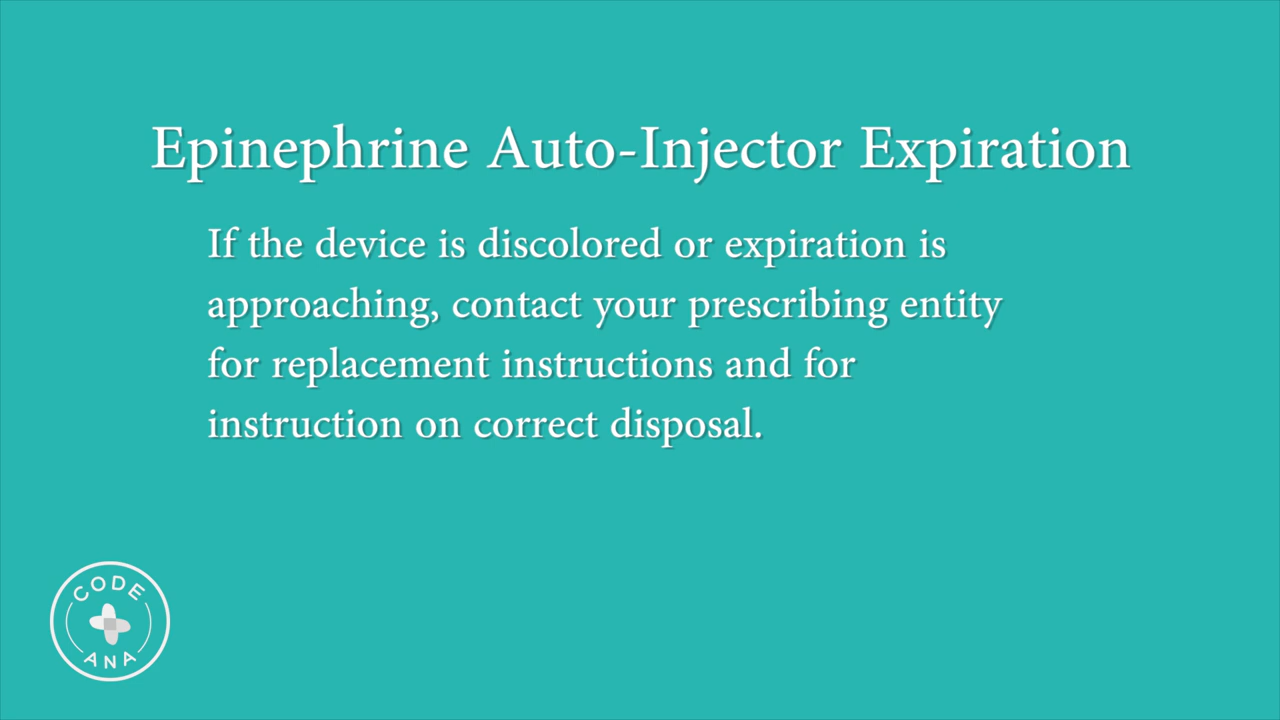 Epinephrine Auto-Injector Expiration
If the device is discolored or expiration is
approaching, contact your prescribing entity
for replacement instructions and for
instruction on correct disposal.
CODE
ANA